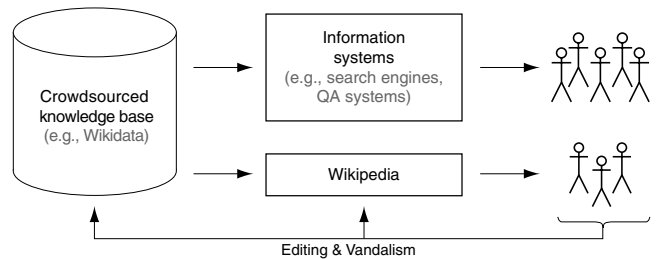 Crowdsourced
knowledge base
(e.g., Wikidata)
Information
systems
(e.g., search engines,
QA systems)
Wikipedia
Editing & Vandalism